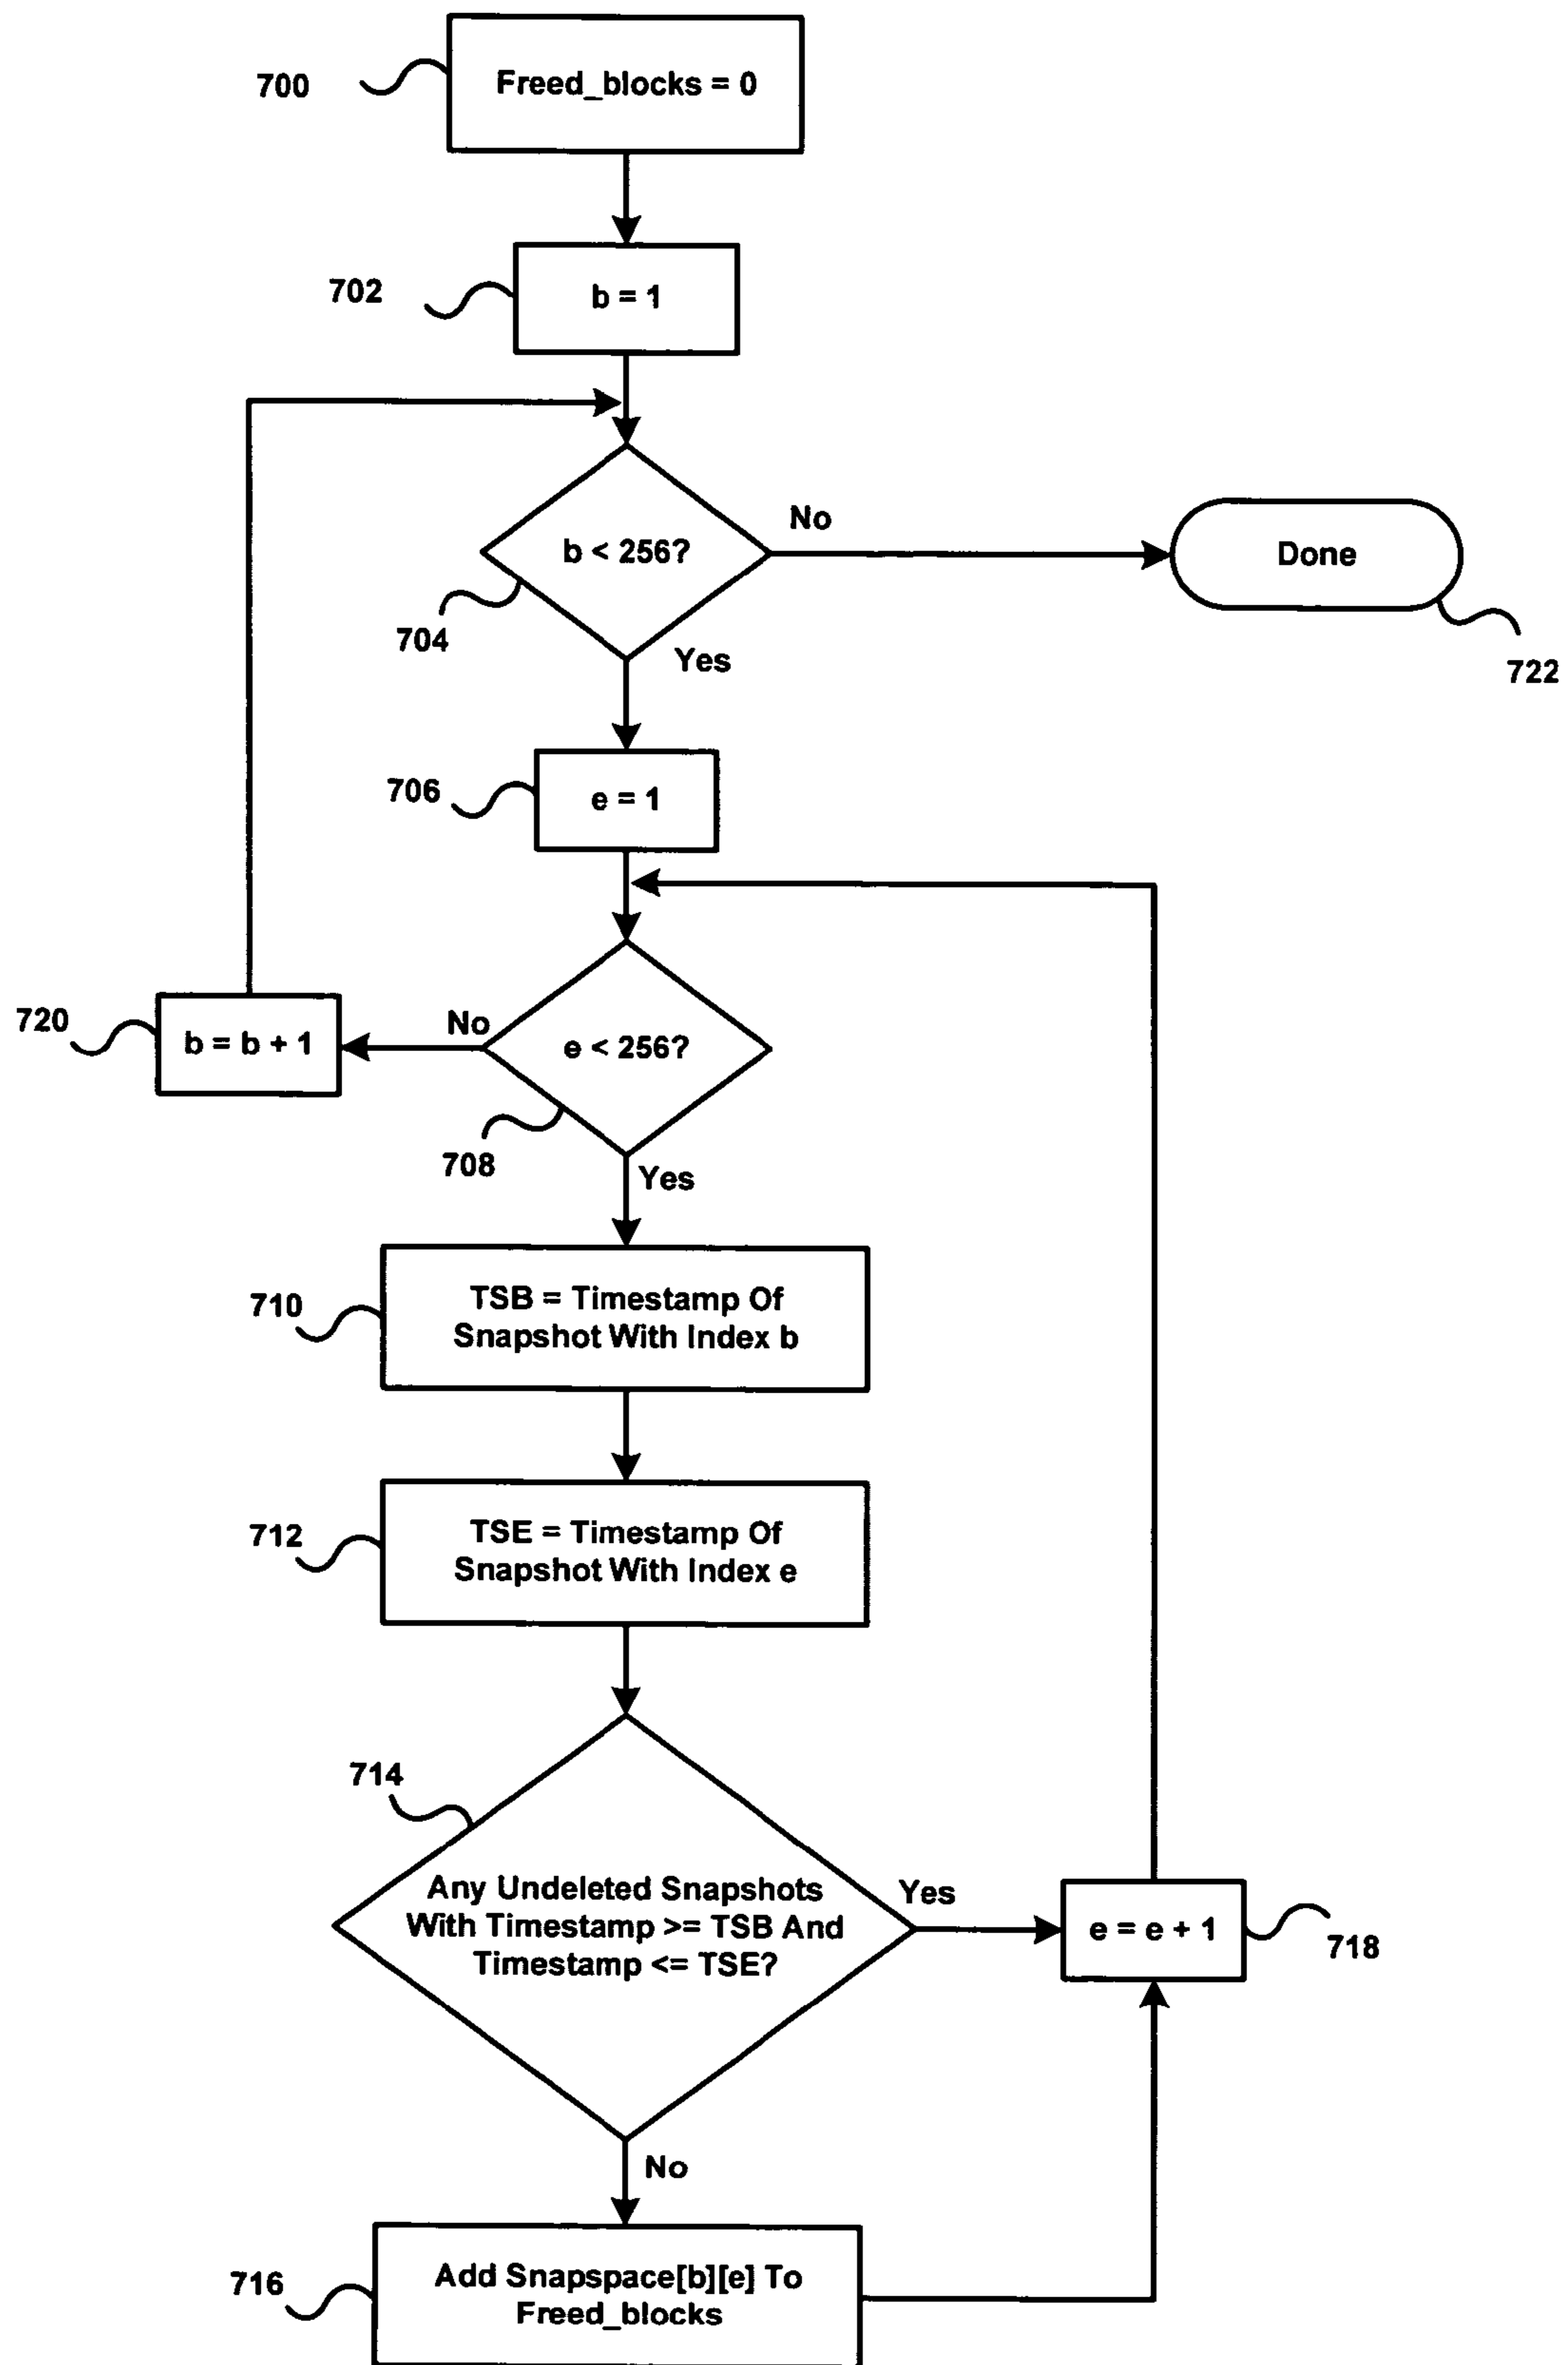 700
Freed_blocks = 0
702
b = 1
b < 256?
No
Done
704
Yes
722
706
e = 1
720
b = b + 1
No
e < 256?
708
Yes
710
TSB = Timestamp Of
Snapshot With Index b
712
TSE = Timestamp Of
Snapshot With Index e
714
Any Undeleted Snapshots
With Timestamp >= TSB And
Timestamp <= TSE?
Yes
e = e + 1
718
No
716
Add Snapspace[b][e] To
Freed_blocks